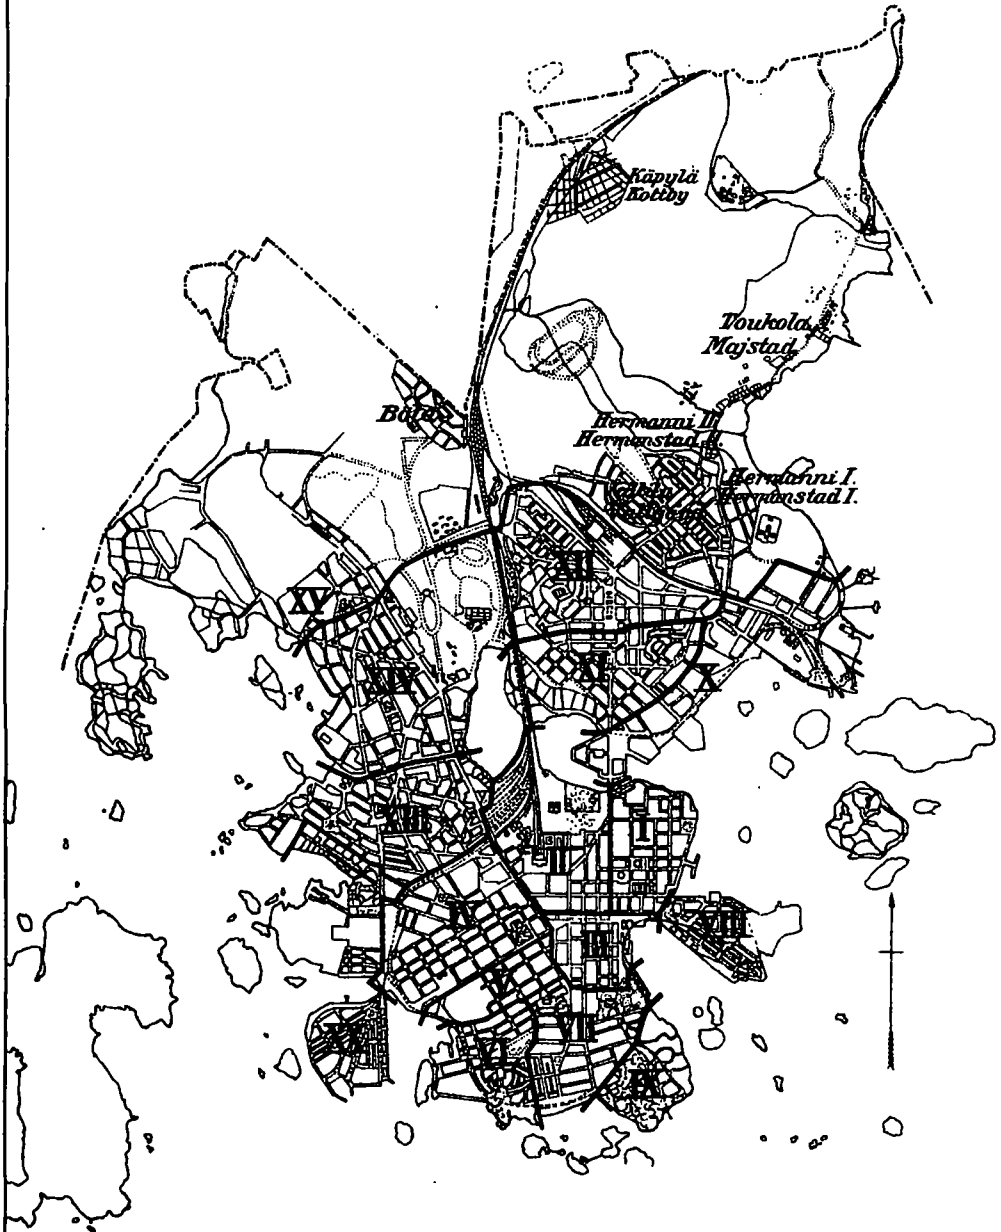 Käpylä
Kottby
Toukola
Majstad
Hermanni II
Hermanstad
Hermanni I.
Hermanstad I.
XII
XV
XI
X
XIV
XIII
I
II
IV
VIII
III
V
VII
VI
IX